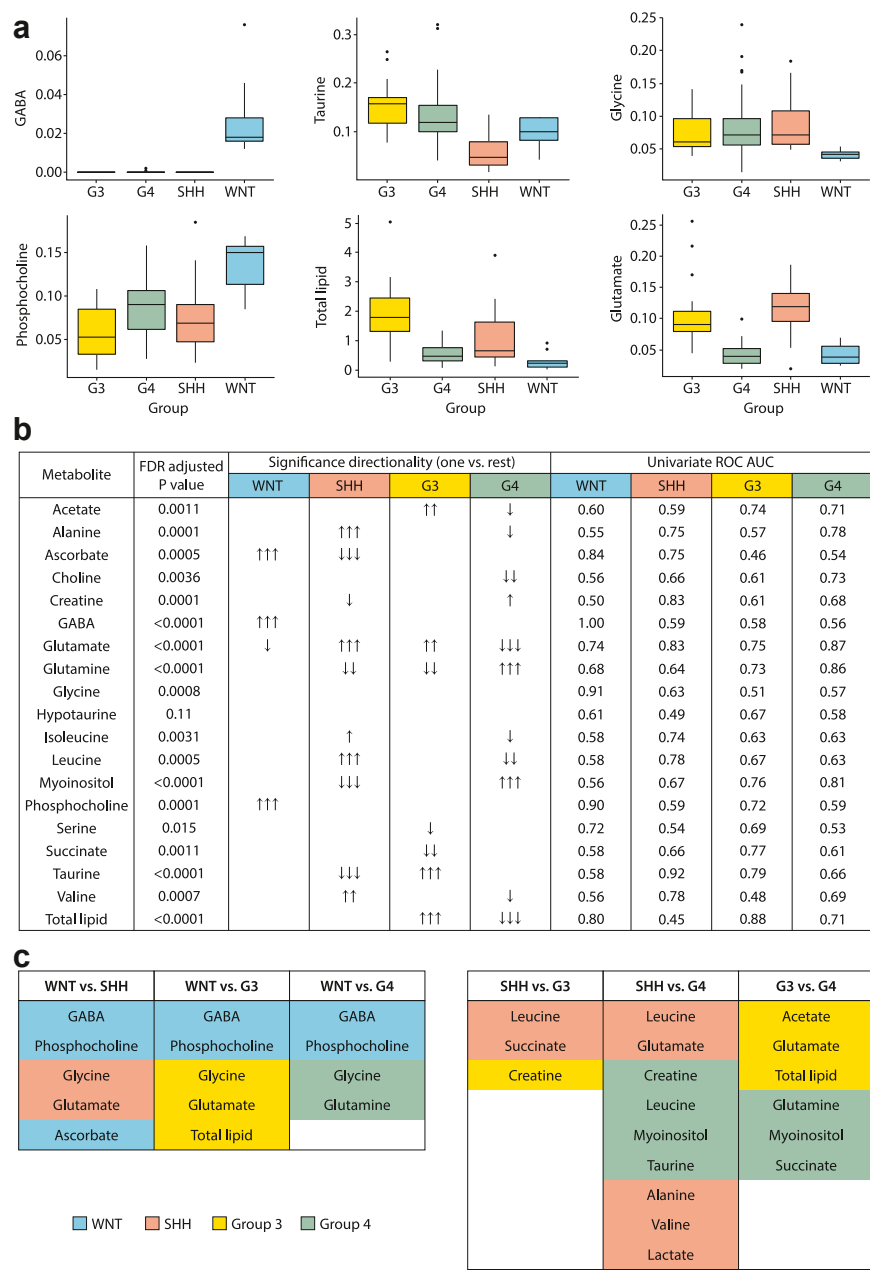 a
GABA
0.06
0.04
0.02
0.00
G3 G4 SHH WNT
Taurine
0.3
0.2
0.1
G3 G4 SHH WNT
Glycine
0.25
0.20
0.15
0.10
0.05
G3 G4 SHH WNT
Phosphocholine
0.15
0.10
0.05
G3 G4 SHH WNT
Group
Total lipid
5
4
3
2
1
0
G3 G4 SHH WNT
Group
Glutamate
0.25
0.20
0.15
0.10
0.05
G3 G4 SHH WNT
Group
b
Metabolite FDR adjusted P value Significance directionality (one vs. rest) Univariate ROC AUC
WNT SHH G3 G4 WNT SHH G3 G4
Acetate 0.0011 ↑↑ ↓ 0.60 0.59 0.74 0.71
Alanine 0.0001 ↑↑↑ ↓ 0.55 0.75 0.57 0.78
Ascorbate 0.0005 ↑↑↑ ↓↓↓ 0.84 0.75 0.46 0.54
Choline 0.0036 ↓↓ 0.56 0.66 0.61 0.73
Creatine 0.0001 ↓ ↑ 0.50 0.83 0.61 0.68
GABA <0.0001 ↑↑↑ 1.00 0.59 0.58 0.56
Glutamate <0.0001 ↓ ↑↑↑ ↑↑ ↓↓↓ 0.74 0.83 0.75 0.87
Glutamine <0.0001 ↓↓ ↓↓ ↑↑↑ 0.68 0.64 0.73 0.86
Glycine 0.0008 0.91 0.63 0.51 0.57
Hypotaurine 0.11 0.61 0.49 0.67 0.58
Isoleucine 0.0031 ↑ ↓ 0.58 0.74 0.63 0.63
Leucine 0.0005 ↑↑↑ ↓↓ 0.58 0.78 0.67 0.63
Myoinositol <0.0001 ↓↓↓ ↑↑↑ 0.56 0.67 0.76 0.81
Phosphocholine 0.0001 ↑↑↑ 0.90 0.59 0.72 0.59
Serine 0.015 ↓ 0.72 0.54 0.69 0.53
Succinate 0.0011 ↓↓ 0.58 0.66 0.77 0.61
Taurine <0.0001 ↓↓↓ ↑↑↑ 0.58 0.92 0.79 0.66
Valine 0.0007 ↑↑ ↓ 0.56 0.78 0.48 0.69
Total lipid <0.0001 ↑↑↑ ↓↓↓ 0.80 0.45 0.88 0.71
c
WNT vs. SHH WNT vs. G3 WNT vs. G4
GABA GABA GABA
Phosphocholine Phosphocholine Phosphocholine
Glycine Glycine Glycine
Glutamate Glutamate Glutamine
Ascorbate Total lipid
WNT SHH Group 3 Group 4
SHH vs. G3 SHH vs. G4 G3 vs. G4
Leucine Leucine Acetate
Succinate Glutamate Glutamate
Creatine Creatine Total lipid
Leucine Glutamine
Myoinositol Myoinositol
Taurine Succinate
Alanine
Valine
Lactate